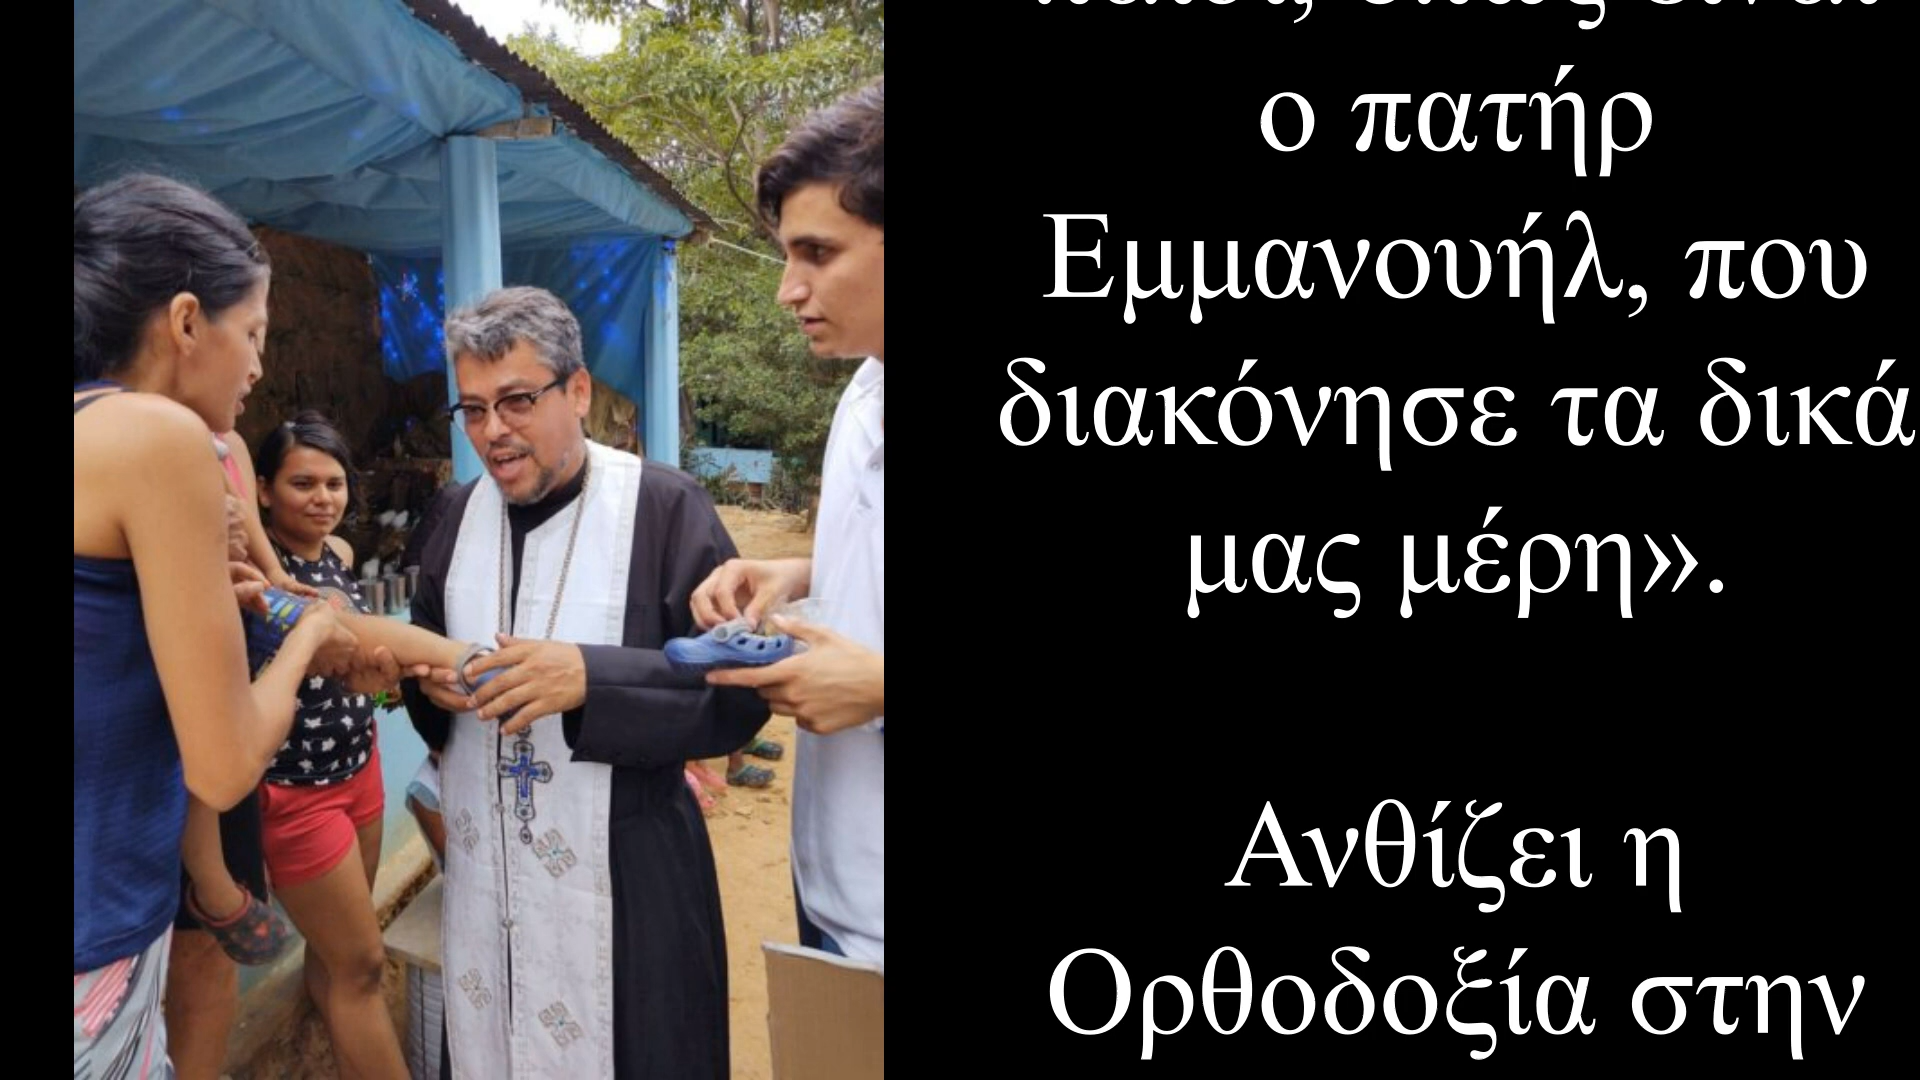 ο πατήρ
Εμμανουήλ, που
διακόνησε τα δικά
μας μέρη».
Ανθίζει η
Ορθοδοξία στην